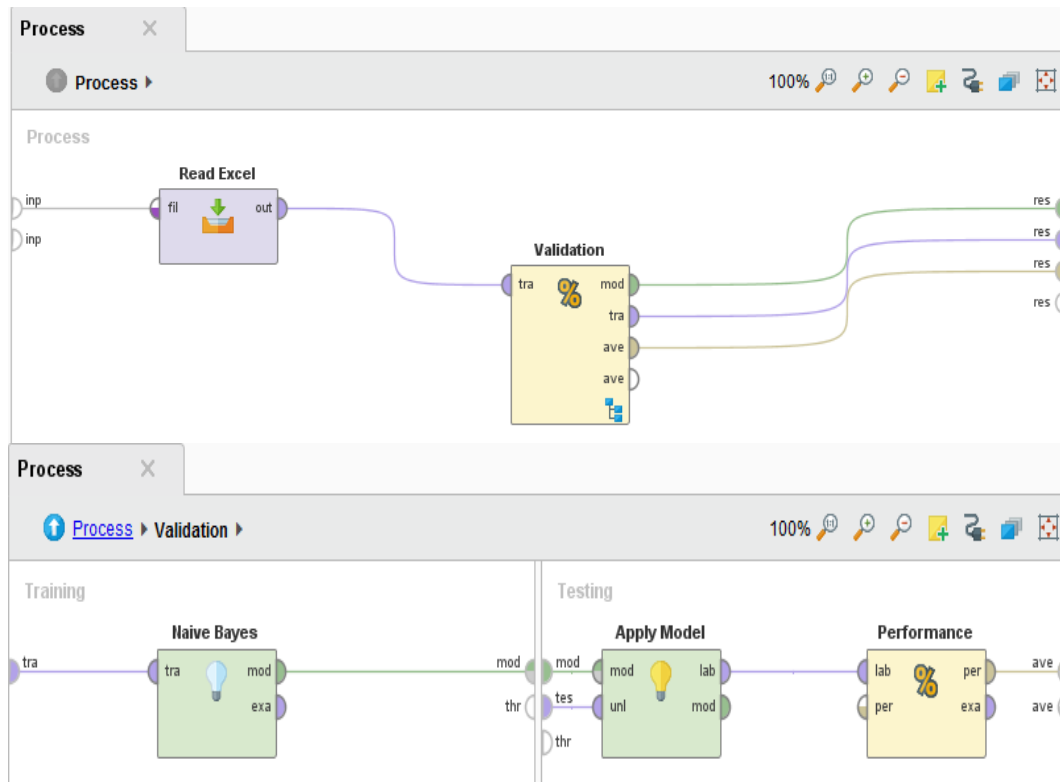 Process
Process
100%
Process
Read Excel
inp
fil
out
inp
res
res
res
res
Validation
tra
mod
tra
ave
ave
Process
Process
Validation
100%
Training
Testing
Naive Bayes
Apply Model
Performance
tra
tra
mod
exa
mod
thr
mod
tes
thr
mod
unl
lab
mod
lab
per
per
exa
ave
ave